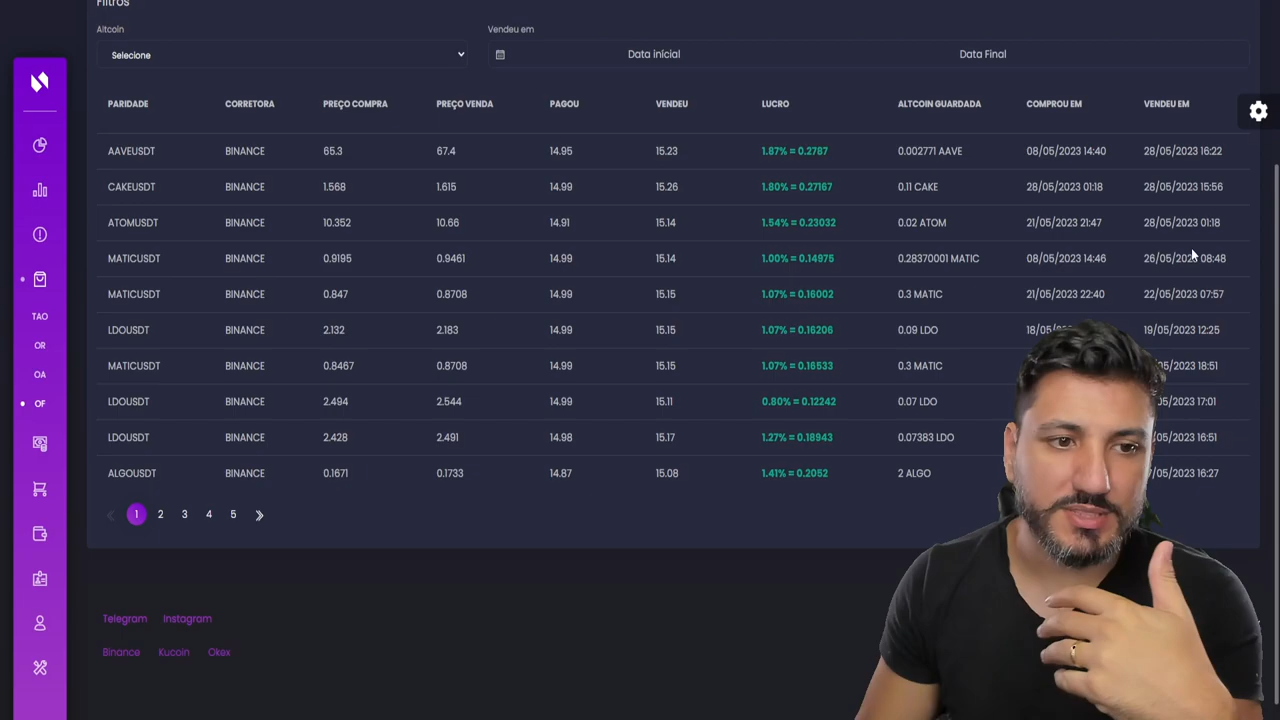 Filtros
Altcoin Vendeu em
Selecione Data inícial Data Final
PARIDADE CORRETORA PREÇO COMPRA PREÇO VENDA PAGOU VENDEU LUCRO ALTCOIN GUARDADA COMPROU EM VENDEU EM
AAVEUSDT BINANCE 65.3 67.4 14.95 15.23 1.87% = 0.2787 0.002771 AAVE 08/05/2023 14:40 28/05/2023 16:22
CAKEUSDT BINANCE 1.568 1.615 14.99 15.26 1.80% = 0.27167 0.11 CAKE 28/05/2023 01:18 28/05/2023 15:56
ATOMUSDT BINANCE 10.352 10.66 14.91 15.14 1.54% = 0.23032 0.02 ATOM 21/05/2023 21:47 28/05/2023 01:18
MATICUSDT BINANCE 0.9195 0.9461 14.99 15.14 1.00% = 0.14975 0.28370001 MATIC 08/05/2023 14:46 26/05/2023 08:48
MATICUSDT BINANCE 0.847 0.8708 14.99 15.15 1.07% = 0.16002 0.3 MATIC 21/05/2023 22:40 22/05/2023 07:57
TAO
LDOUSDT BINANCE 2.132 2.183 14.99 15.15 1.07% = 0.16206 0.09 LDO 18/05/ 19/05/2023 12:25
OR
MATICUSDT BINANCE 0.8467 0.8708 14.99 15.15 1.07% = 0.16533 0.3 MATIC 18:51
OA
LDOUSDT BINANCE 2.494 2.544 14.99 15.11 0.80% = 0.12242 0.07 LDO 17:01
OF
LDOUSDT BINANCE 2.428 2.491 14.98 15.17 1.27% = 0.18943 0.07383 LDO 16:51
ALGOUSDT BINANCE 0.1671 0.1733 14.87 15.08 1.41% = 0.2052 2 ALGO 16:27
1 2 3 4 5
Telegram Instagram
Binance Kucoin Okex